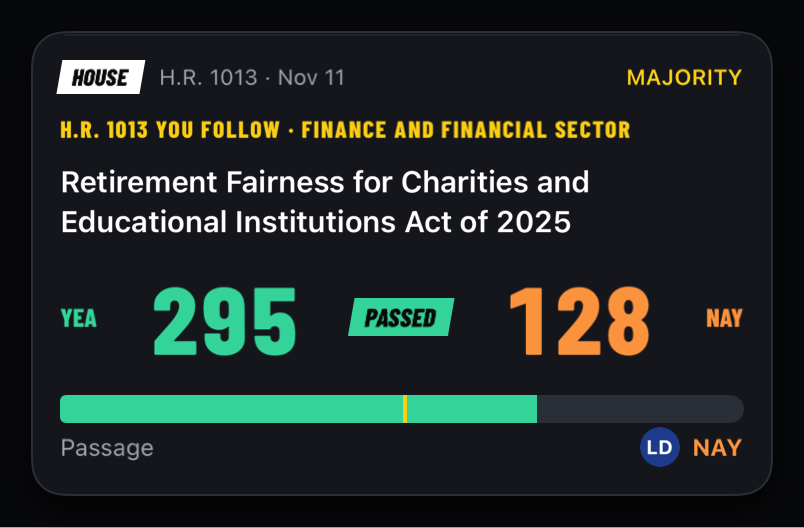 HOUSE H.R. 1013 · Nov 11 MAJORITY
H.R. 1013 YOU FOLLOW · FINANCE AND FINANCIAL SECTOR
Retirement Fairness for Charities and
Educational Institutions Act of 2025
YEA 295 PASSED 128 NAY
Passage LD NAY